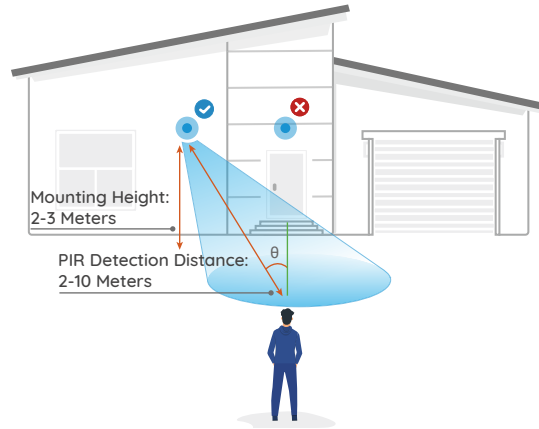 Mounting Height:
2-3 Meters
PIR Detection Distance:
2-10 Meters
θ